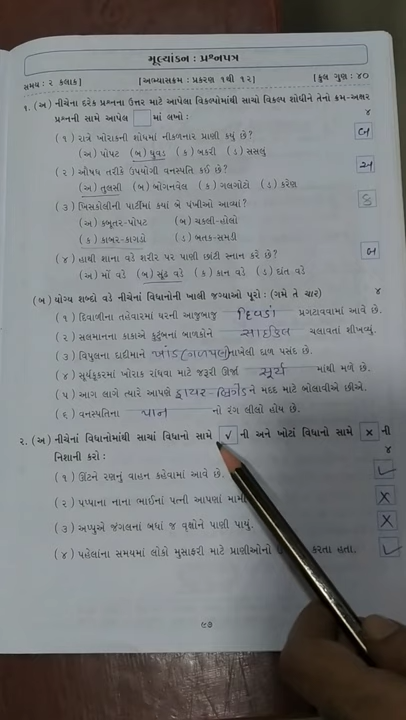 મૂલ્યાંકન : પ્રશ્નપત્ર
સમય : ૨ કલાક] [અભ્યાસક્રમ : પ્રકરણ ૧થી ૧૨] [કુલ ગુણ : ૪૦
૧. (અ) નીચેના દરેક પ્રશ્નના ઉત્તર માટે આપેલા વિકલ્પોમાંથી સાચો વિકલ્પ શોધીને તેનો ક્રમ-અક્ષર
પ્રશ્નની સામે આપેલ માં લખો : ૪
(૧) રાત્રે ખોરાકની શોધમાં નીકળનાર પ્રાણી કયું છે? બ
(અ) પોપટ (બ) ઘુવડ (ક) બકરી (ડ) સસલું
(૨) ઔષધ તરીકે ઉપયોગી વનસ્પતિ કઈ છે? અ
(અ) તુલસી (બ) બોગનવેલ (ક) ગલગોટો (ડ) કરેણ
(૩) ખિસકોલીની પાર્ટીમાં કયાં બે પંખીઓ આવ્યાં? ક
(અ) કબૂતર-પોપટ (બ) ચકલી-હોલો
(ક) કાબર-કાગડો (ડ) બતક-સમડી
(૪) હાથી શાના વડે શરીર પર પાણી છાંટી સ્નાન કરે છે? બ
(અ) મોં વડે (બ) સૂંઢ વડે (ક) કાન વડે (ડ) દાંત વડે
(બ) યોગ્ય શબ્દો વડે નીચેનાં વિધાનોની ખાલી જગ્યાઓ પૂરો : (ગમે તે ચાર) ૪
(૧) દિવાળીના તહેવારમાં ઘરની આજુબાજુ દિવડાં પ્રગટાવવામાં આવે છે.
(૨) સલમાનના કાકાએ કુટુંબનાં બાળકોને સાઈકલ ચલાવતાં શીખવ્યું.
(૩) વિપુલના દાદીમાને ખાંડ/ગળપણ નાખેલી દાળ પસંદ છે.
(૪) સૂર્યકૂકરમાં ખોરાક રાંધવા માટે જરૂરી ઊર્જા સૂર્ય માંથી મળે છે.
(૫) આગ લાગે ત્યારે આપણે ફાયર-બ્રિગેડ ને મદદ માટે બોલાવીએ છીએ.
(૬) વનસ્પતિના પાન નો રંગ લીલો હોય છે.
૨. (અ) નીચેનાં વિધાનોમાંથી સાચાં વિધાનો સામે ✓ ની અને ખોટાં વિધાનો સામે × ની
નિશાની કરો : ૪
(૧) ઊંટને રણનું વાહન કહેવામાં આવે છે. ✓
(૨) પપ્પાના નાના ભાઈનાં પત્ની આપણાં મામી ×
(૩) અપ્પુએ જંગલનાં બધાં જ વૃક્ષોને પાણી પાયું. ×
(૪) પહેલાંના સમયમાં લોકો મુસાફરી માટે પ્રાણીઓનો કરતા હતા. ✓
૯૭